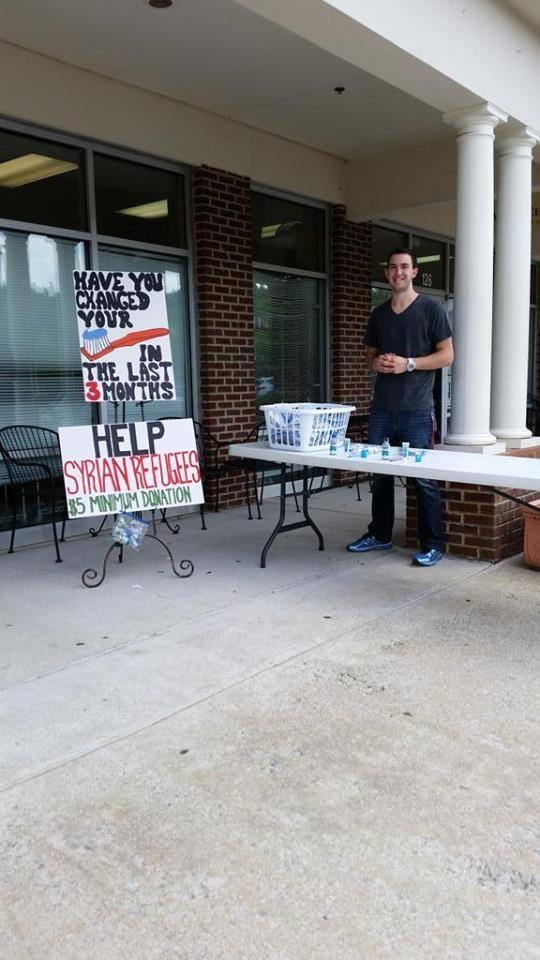 HAVE YOU
CHANGED
YOUR
IN
THE LAST
3 MONTHS
HELP
SYRIAN REFUGEES
$5 MINIMUM DONATION
126